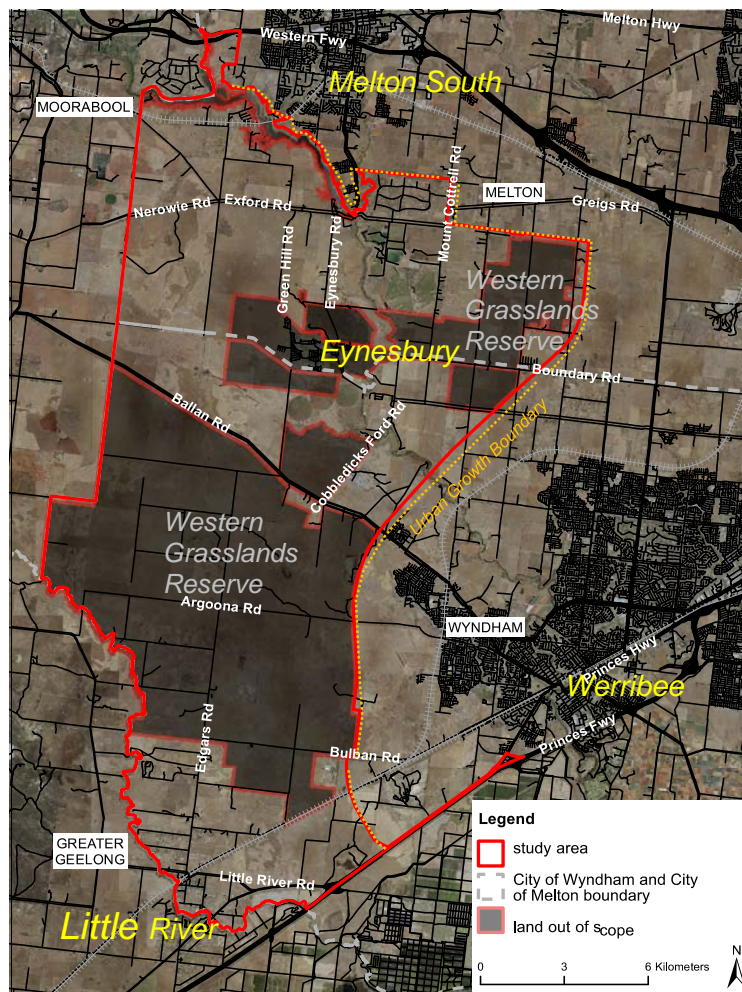 Western Fwy
Melton Hwy
Melton South
MOORABOOL
Mount Cottrell Rd
MELTON
Nerowie Rd
Exford Rd
Greigs Rd
Green Hill Rd
Eynesbury Rd
Western
Grasslands
Reserve
Eynesbury
Boundary Rd
Ballan Rd
Cobbledicks Ford Rd
Urban Growth Boundary
Western
Grasslands
Reserve
Argoona Rd
WYNDHAM
Princes Hwy
Werribee
Edgars Rd
Bulban Rd
Princes Fwy
GREATER
GEELONG
Little River Rd
Little River
Legend
study area
City of Wyndham and City
of Melton boundary
land out of scope
0 3 6 Kilometers
N